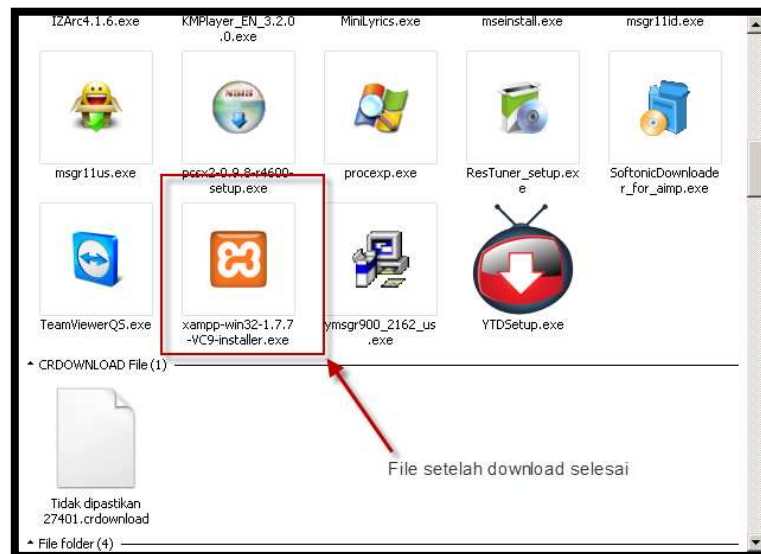 IZArc4.1.6.exe
KMPlayer_EN_3.2.0
.0.exe
MiniLyrics.exe
mseinstall.exe
msgr11id.exe
NSIS
msgr11us.exe
pcsx2-0.9.8-r4600-
setup.exe
procexp.exe
ResTuner_setup.ex
e
SoftonicDownloade
r_for_aimp.exe
TeamViewerQS.exe
xampp-win32-1.7.7
-VC9-installer.exe
ymsgr900_2162_us
.exe
YTDSetup.exe
CRDOWNLOAD File (1)
File setelah download selesai
Tidak dipastikan
27401.crdownload
File folder (4)